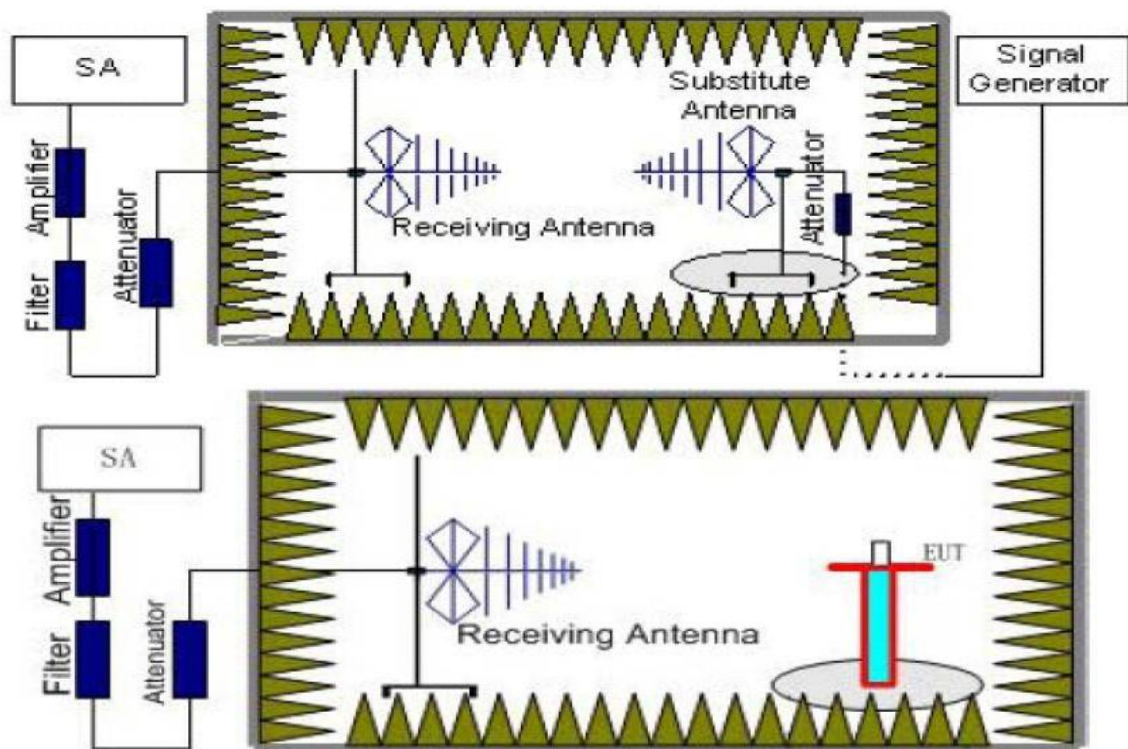 SA
Signal
Generator
Substitute
Antenna
Amplifier
Attenuator
Attenuator
Receiving Antenna
Filter
SA
Amplifier
EUT
Receiving Antenna
Filter
Attenuator